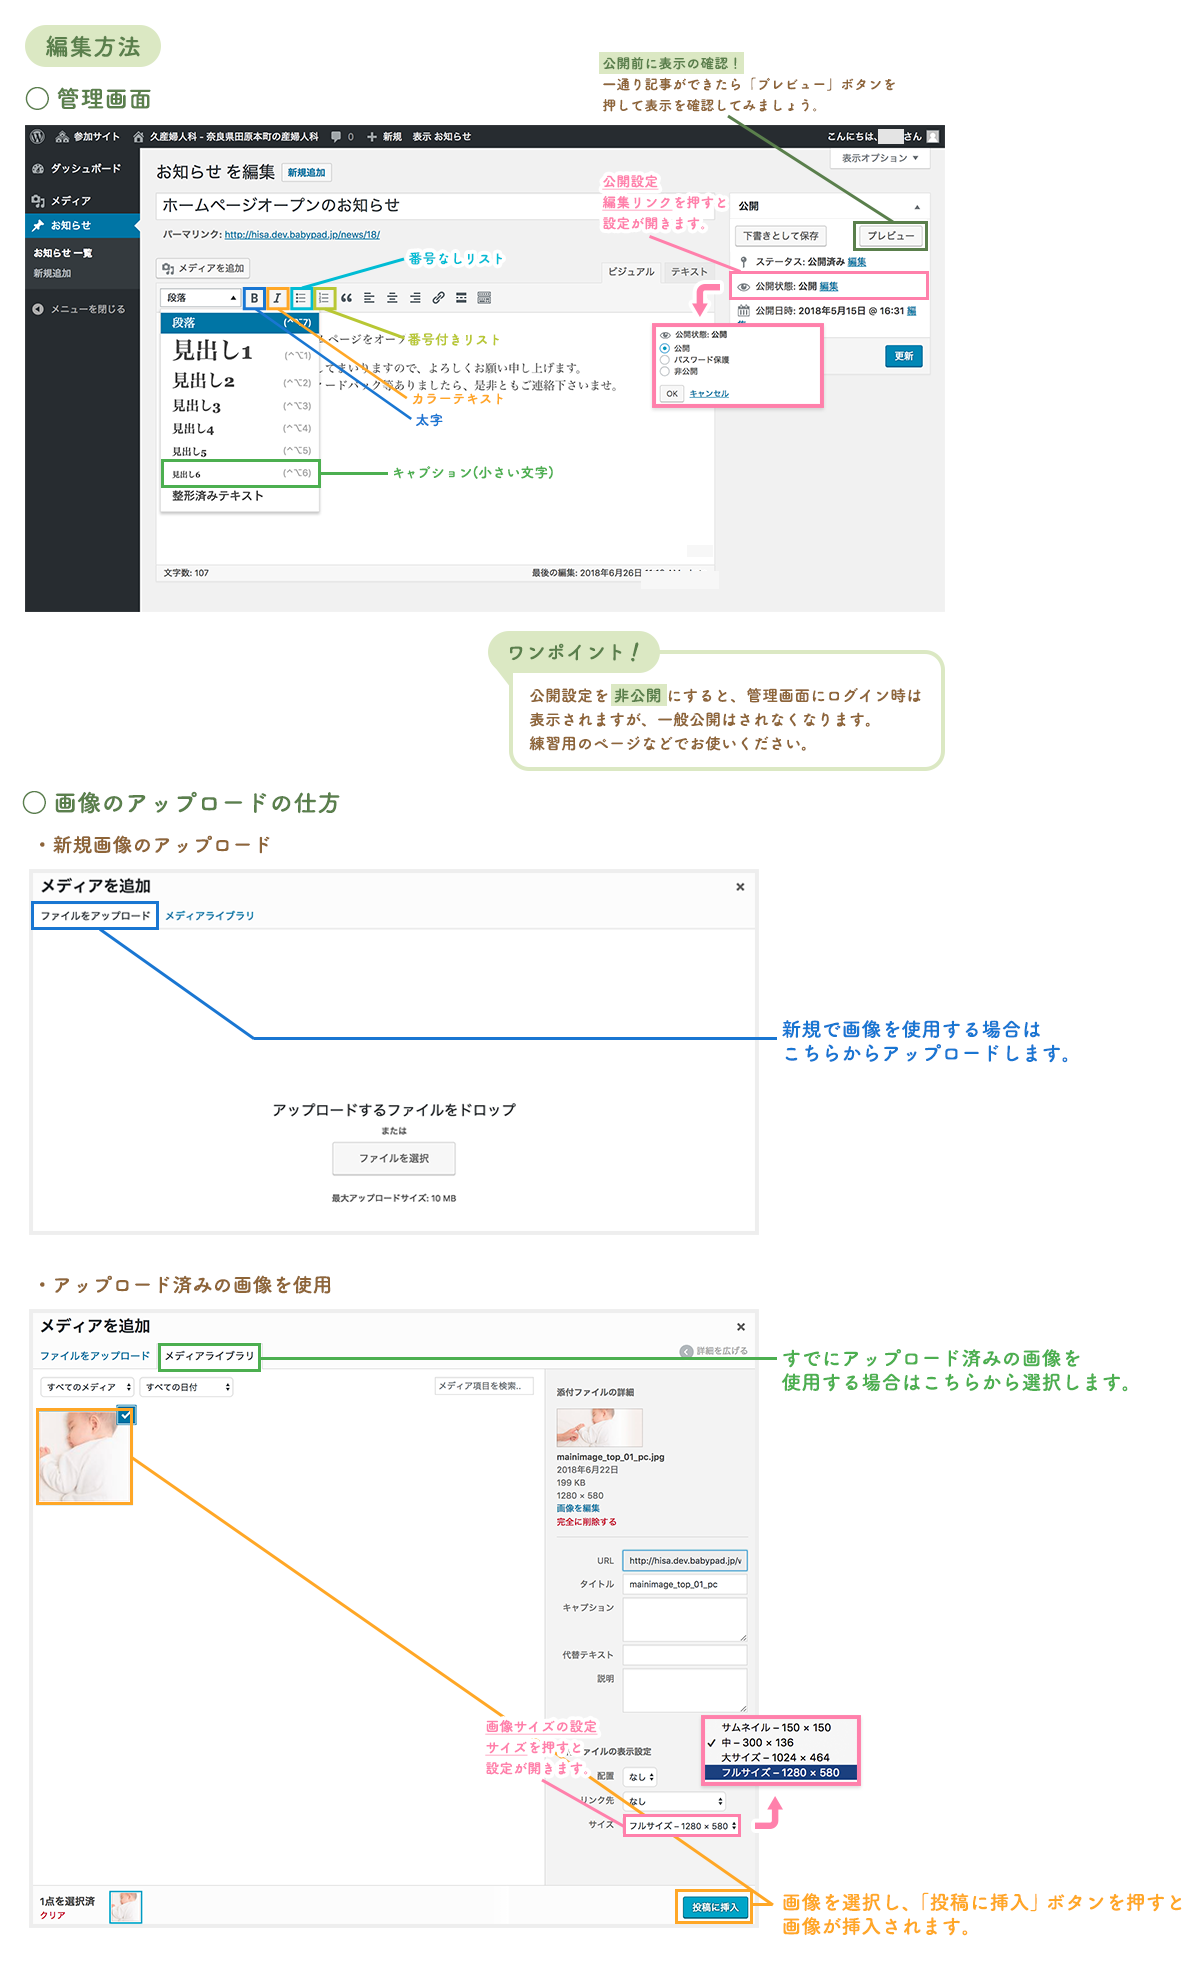 編集方法
公開前に表示の確認！
一通り記事ができたら「プレビュー」ボタンを
押して表示を確認してみましょう。
管理画面
参加サイト 久産婦人科 – 奈良県田原本町の産婦人科 0 新規 表示 お知らせ こんにちは、 さん
ダッシュボード
メディア
お知らせ
お知らせ 一覧
新規追加
メニューを閉じる
表示オプション
お知らせ を編集 新規追加
ホームページオープンのお知らせ
パーマリンク: http://hisa.dev.babypad.jp/news/18/
メディアを追加
ビジュアル テキスト
番号なしリスト
公開設定
編集リンクを押すと
設定が開きます。
公開
下書きとして保存 プレビュー
ステータス: 公開済み 編集
公開状態: 公開 編集
公開日時: 2018年5月15日 @ 16:31 編
集
更新
公開状態: 公開
公開
パスワード保護
非公開
OK キャンセル
段落
B I
段落 (^⌥7)
見出し1 (^⌥1)
見出し2 (^⌥2)
見出し3 (^⌥3)
見出し4 (^⌥4)
見出し5 (^⌥5)
見出し6 (^⌥6)
整形済みテキスト
ムページをオープ
番号付きリスト
してまいりますので、よろしくお願い申し上げます。
ィードバック等ありましたら、是非ともご連絡下さいませ。
カラーテキスト
太字
キャプション(小さい文字)
文字数: 107
最後の編集: 2018年6月26日
ワンポイント！
公開設定を 非公開 にすると、管理画面にログイン時は
表示されますが、一般公開はされなくなります。
練習用のページなどでお使いください。
画像のアップロードの仕方
・新規画像のアップロード
メディアを追加 ×
ファイルをアップロード メディアライブラリ
新規で画像を使用する場合は
こちらからアップロードします。
アップロードするファイルをドロップ
または
ファイルを選択
最大アップロードサイズ: 10 MB
・アップロード済みの画像を使用
メディアを追加 ×
ファイルをアップロード メディアライブラリ
詳細を広げる
すでにアップロード済みの画像を
使用する場合はこちらから選択します。
すべてのメディア すべての日付 メディア項目を検索..
添付ファイルの詳細
mainimage_top_01_pc.jpg
2018年6月22日
199 KB
1280 × 580
画像を編集
完全に削除する
URL http://hisa.dev.babypad.jp/v
タイトル mainimage_top_01_pc
キャプション
代替テキスト
説明
画像サイズの設定
サイズを押すと
設定が開きます。
ファイルの表示設定
配置 なし
リンク先 なし
サイズ フルサイズ – 1280 × 580
サムネイル – 150 × 150
✓ 中 – 300 × 136
大サイズ – 1024 × 464
フルサイズ – 1280 × 580
1点を選択済
クリア
投稿に挿入
画像を選択し、「投稿に挿入」ボタンを押すと
画像が挿入されます。